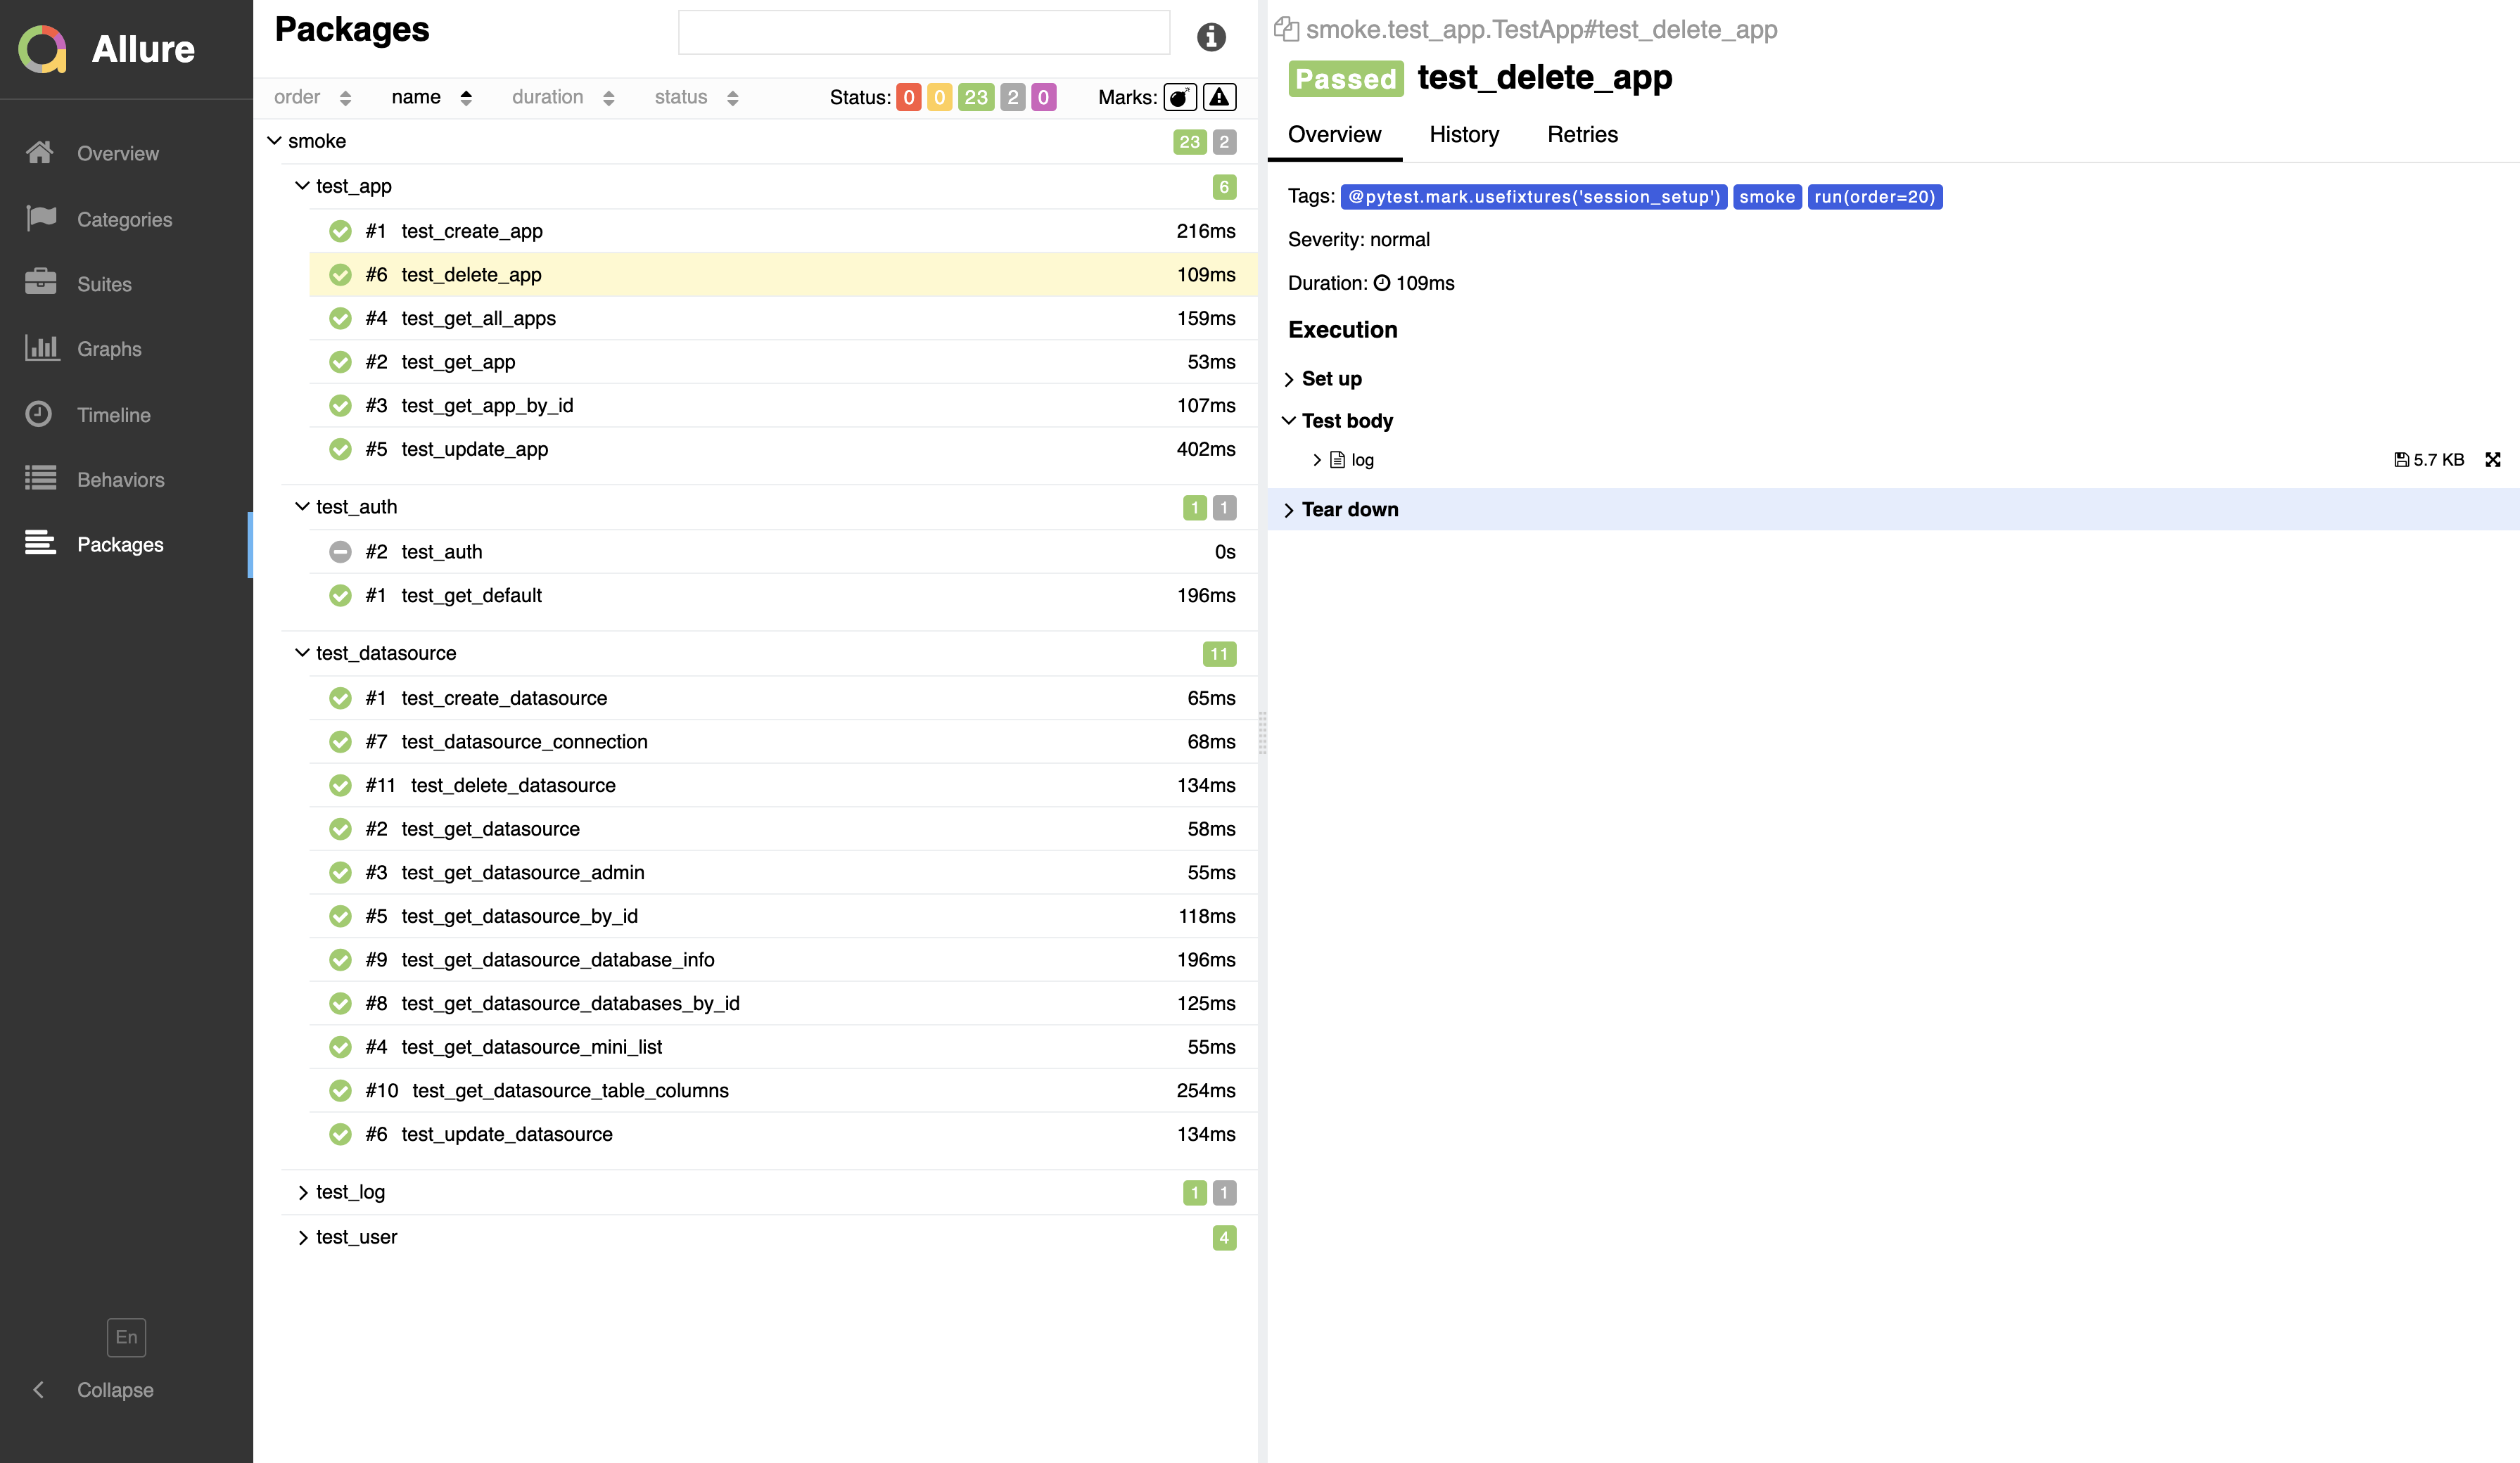 Allure
Overview
Categories
Suites
Graphs
Timeline
Behaviors
Packages
En
Collapse
Packages
order name duration status Status: 0 0 23 2 0 Marks:
smoke 23 2
test_app 6
#1 test_create_app 216ms
#6 test_delete_app 109ms
#4 test_get_all_apps 159ms
#2 test_get_app 53ms
#3 test_get_app_by_id 107ms
#5 test_update_app 402ms
test_auth 1 1
#2 test_auth 0s
#1 test_get_default 196ms
test_datasource 11
#1 test_create_datasource 65ms
#7 test_datasource_connection 68ms
#11 test_delete_datasource 134ms
#2 test_get_datasource 58ms
#3 test_get_datasource_admin 55ms
#5 test_get_datasource_by_id 118ms
#9 test_get_datasource_database_info 196ms
#8 test_get_datasource_databases_by_id 125ms
#4 test_get_datasource_mini_list 55ms
#10 test_get_datasource_table_columns 254ms
#6 test_update_datasource 134ms
test_log 1 1
test_user 4
smoke.test_app.TestApp#test_delete_app
Passed test_delete_app
Overview History Retries
Tags: @pytest.mark.usefixtures('session_setup') smoke run(order=20)
Severity: normal
Duration: 109ms
Execution
Set up
Test body
log 5.7 KB
Tear down